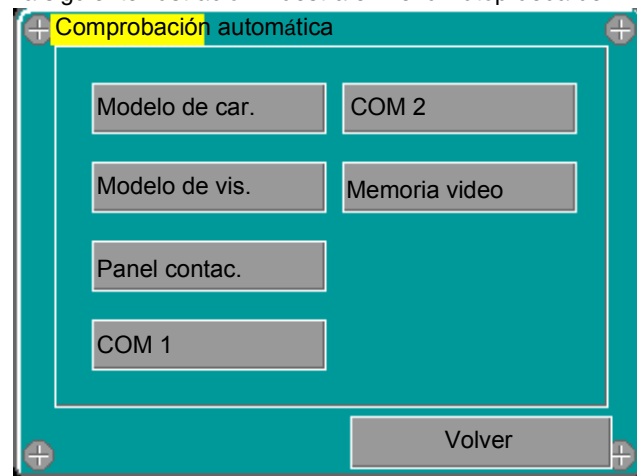 Comprobación automática
Modelo de car.
COM 2
Modelo de vis.
Memoria video
Panel contac.
COM 1
Volver